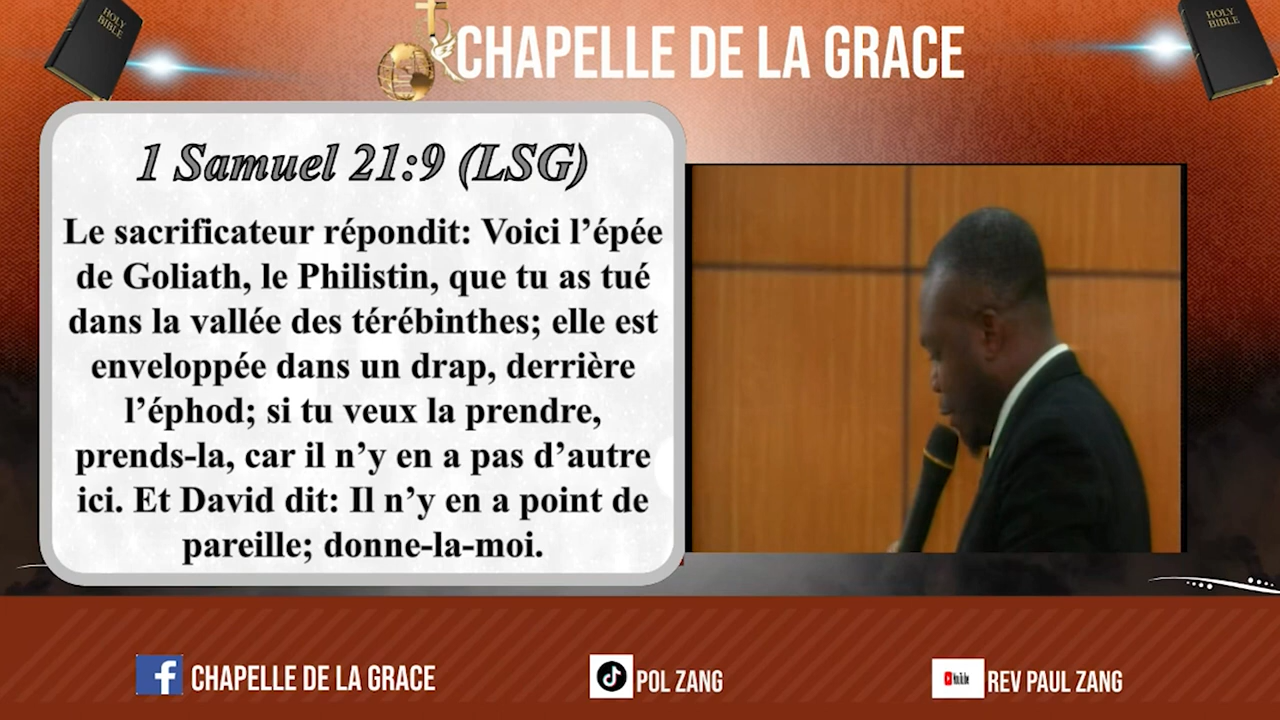 HOLY
BIBLE
CHAPELLE DE LA GRACE
HOLY
BIBLE
1 Samuel 21:9 (LSG)
Le sacrificateur répondit: Voici l’épée
de Goliath, le Philistin, que tu as tué
dans la vallée des térébinthes; elle est
enveloppée dans un drap, derrière
l’éphod; si tu veux la prendre,
prends-la, car il n’y en a pas d’autre
ici. Et David dit: Il n’y en a point de
pareille; donne-la-moi.
CHAPELLE DE LA GRACE
POL ZANG
YouTube
REV PAUL ZANG